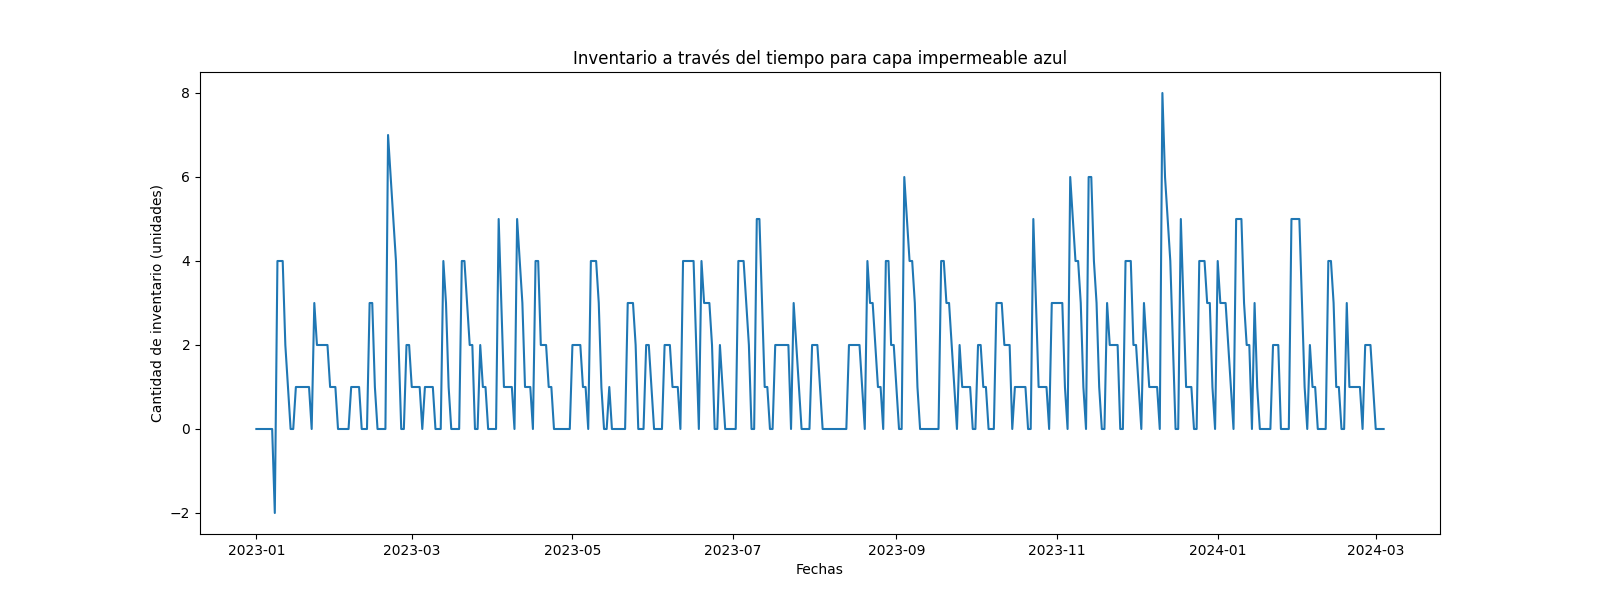 Inventario a través del tiempo para capa impermeable azul
Cantidad de inventario (unidades)
8
6
4
2
0
−2
2023-01 2023-03 2023-05 2023-07 2023-09 2023-11 2024-01 2024-03
Fechas